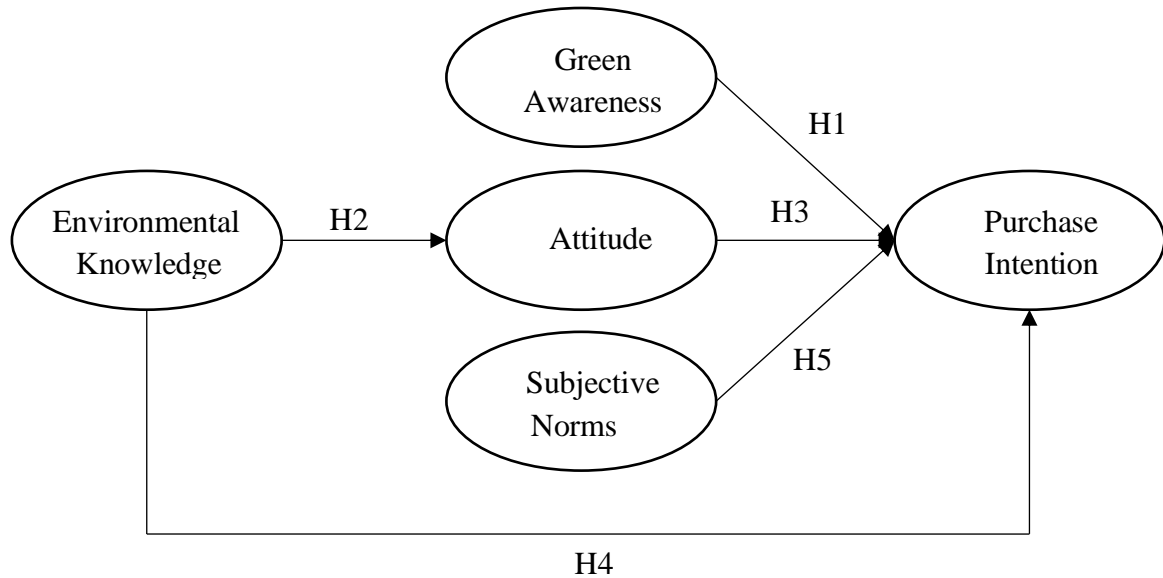 Green
Awareness
H1
Environmental
Knowledge
H2
Attitude
H3
Purchase
Intention
Subjective
Norms
H5
H4